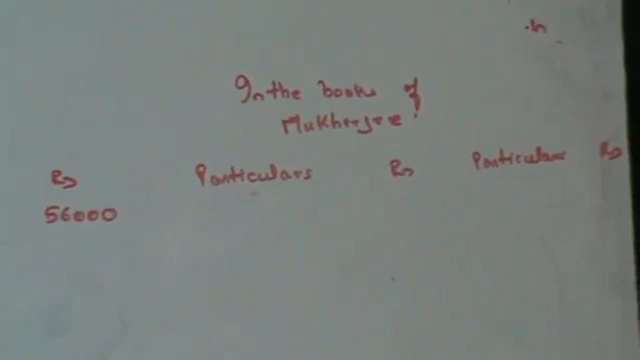 In the books of
Mukherjee
Rs Particulars Rs Particulars Rs
56000